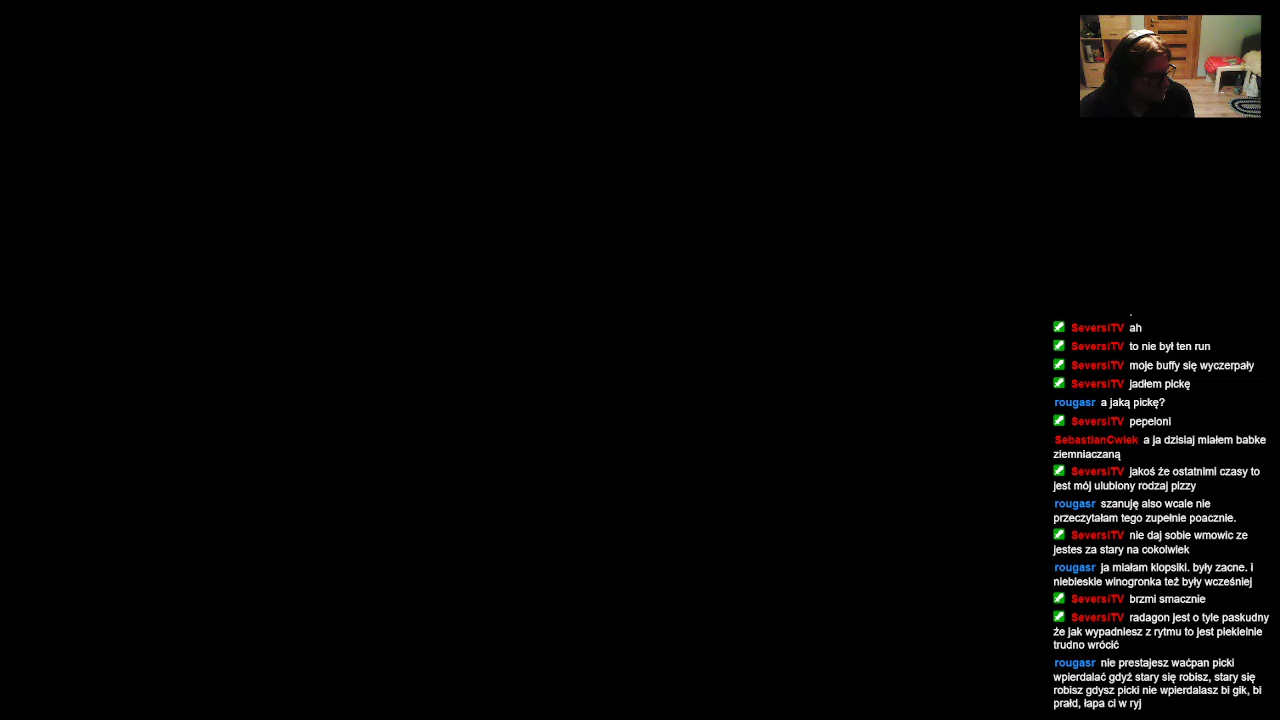 .
SeversiTV ah
SeversiTV to nie był ten run
SeversiTV moje buffy się wyczerpały
SeversiTV jadłem pickę
rougasr a jaką pickę?
SeversiTV pepeloni
SebastianCwiek a ja dzisiaj miałem babke
ziemniaczaną
SeversiTV jakoś że ostatnimi czasy to
jest mój ulubiony rodzaj pizzy
rougasr szanuję also wcale nie
przeczytałam tego zupełnie poacznie.
SeversiTV nie daj sobie wmowic ze
jestes za stary na cokolwiek
rougasr ja miałam klopsiki. były zacne. i
niebieskie winogronka też były wcześniej
SeversiTV brzmi smacznie
SeversiTV radagon jest o tyle paskudny
że jak wypadniesz z rytmu to jest piekielnie
trudno wrócić
rougasr nie prestajesz waćpan picki
wpierdalać gdyż stary się robisz, stary się
robisz gdysz picki nie wpierdalasz bi gik, bi
prałd, łapa ci w ryj